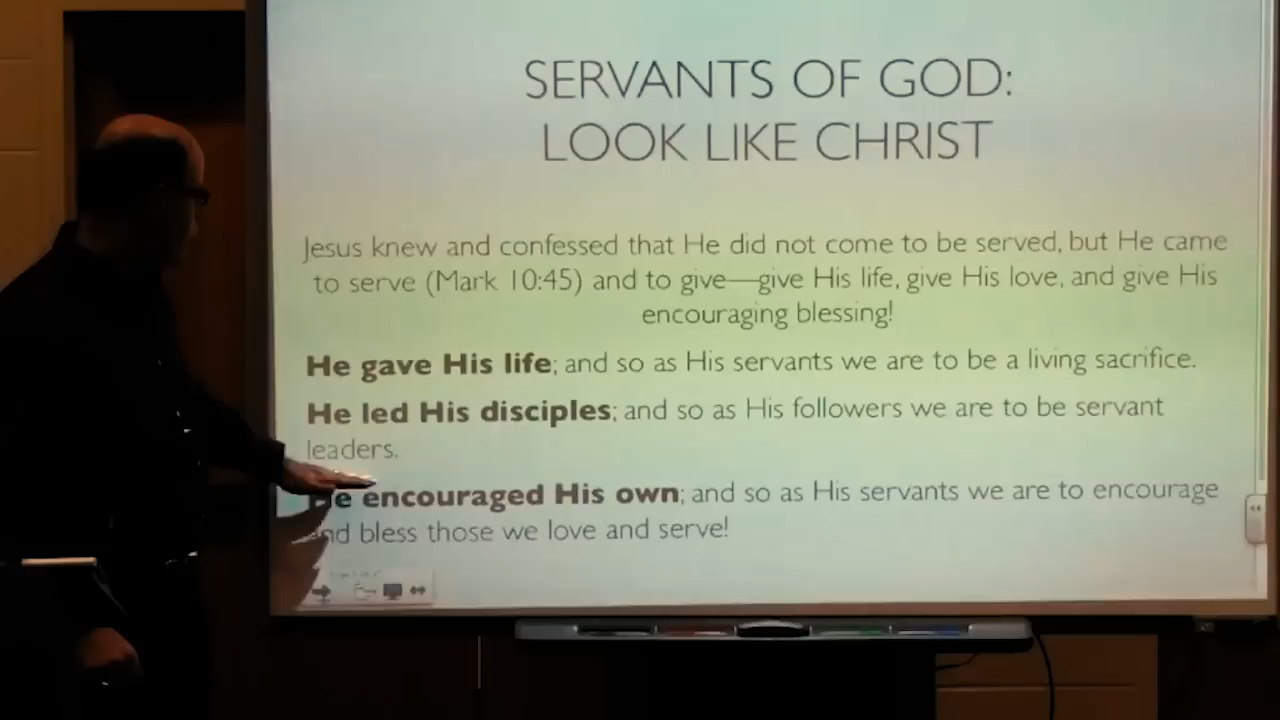 SERVANTS OF GOD:
LOOK LIKE CHRIST
Jesus knew and confessed that He did not come to be served, but He came
to serve (Mark 10:45) and to give—give His life, give His love, and give His
encouraging blessing!
He gave His life; and so as His servants we are to be a living sacrifice.
He led His disciples; and so as His followers we are to be servant
leaders.
He encouraged His own; and so as His servants we are to encourage
and bless those we love and serve!